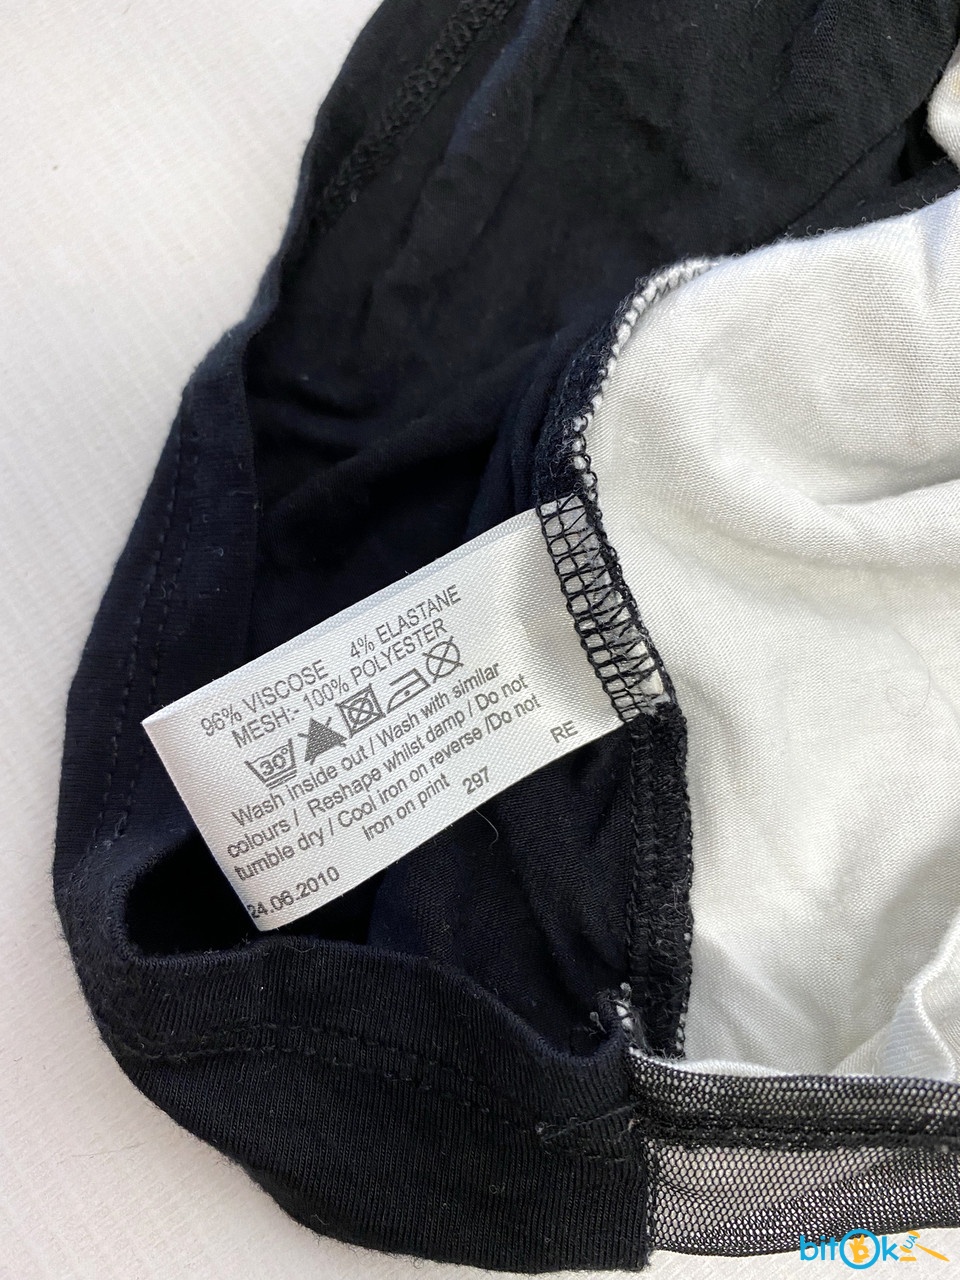 96% VISCOSE 4% ELASTANE
MESH:- 100% POLYESTER
30°
Wash inside out / Wash with similar
colours / Reshape whilst damp / Do not
tumble dry / Cool iron on reverse /Do not
Iron on print 297 RE
24.06.2010
bitOk UA